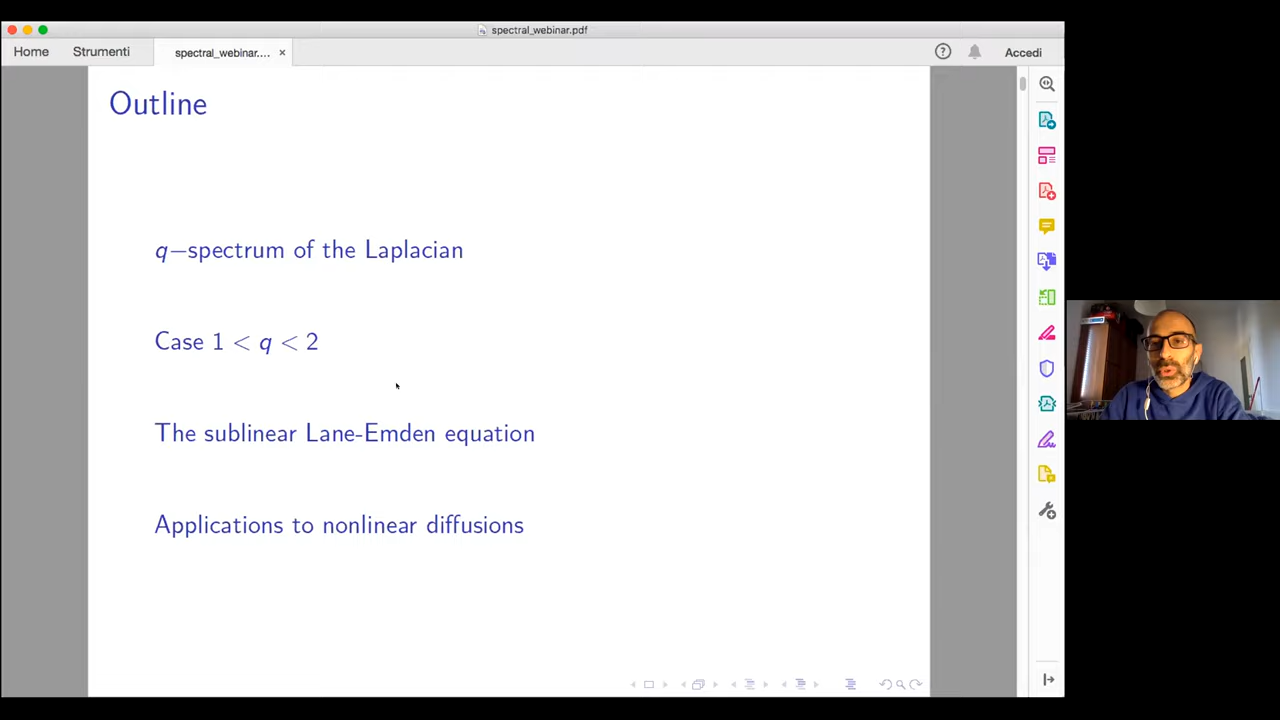 spectral_webinar.pdf
Home Strumenti spectral_webinar.... × Accedi
Outline
q−spectrum of the Laplacian
Case 1 < q < 2
The sublinear Lane-Emden equation
Applications to nonlinear diffusions